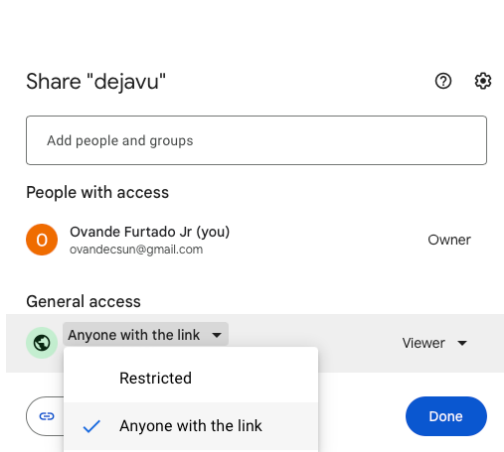 Share "dejavu"
Add people and groups
People with access
O
Ovande Furtado Jr (you)
ovandecsun@gmail.com
Owner
General access
Anyone with the link
Viewer
Restricted
Anyone with the link
Done